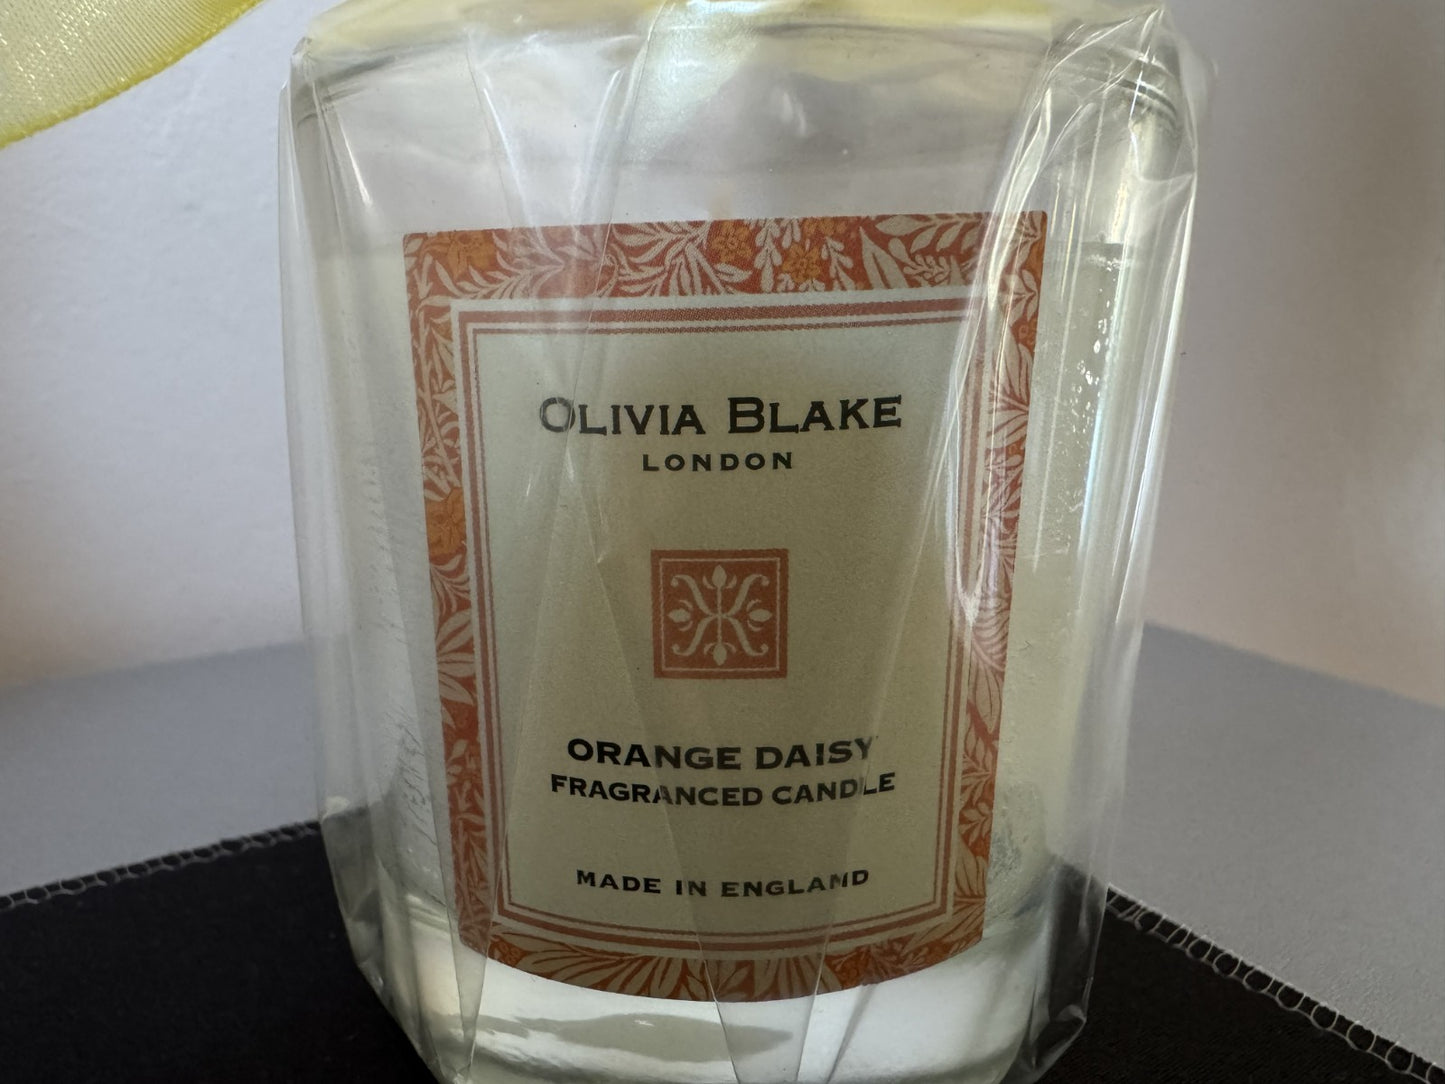 OLIVIA BLAKE
LONDON
ORANGE DAISY
FRAGRANCED CANDLE
MADE IN ENGLAND